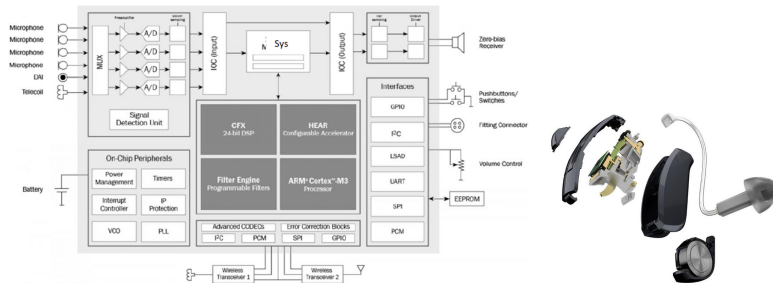 Microphone
Microphone
Microphone
Microphone
DAI
Telecoil
MUX
Preamplifier
A/D
A/D
A/D
A/D
Signal
Detection Unit
IOC (Input)
Sys
IOC (Output)
Zero-bias
Receiver
On-Chip Peripherals
Power
Management
Timers
Interrupt
Controller
IP
Protection
VCO
PLL
Battery
CFX
24-bit DSP
HEAR
Configurable Accelerator
Filter Engine
Programmable Filters
ARM® Cortex™-M3
Processor
Advanced CODECs
Error Correction Blocks
I²C
PCM
SPI
GPIO
Wireless
Transceiver 1
Wireless
Transceiver 2
Interfaces
GPIO
I²C
LSAD
UART
SPI
PCM
Pushbuttons/
Switches
Fitting Connector
Volume Control
EEPROM